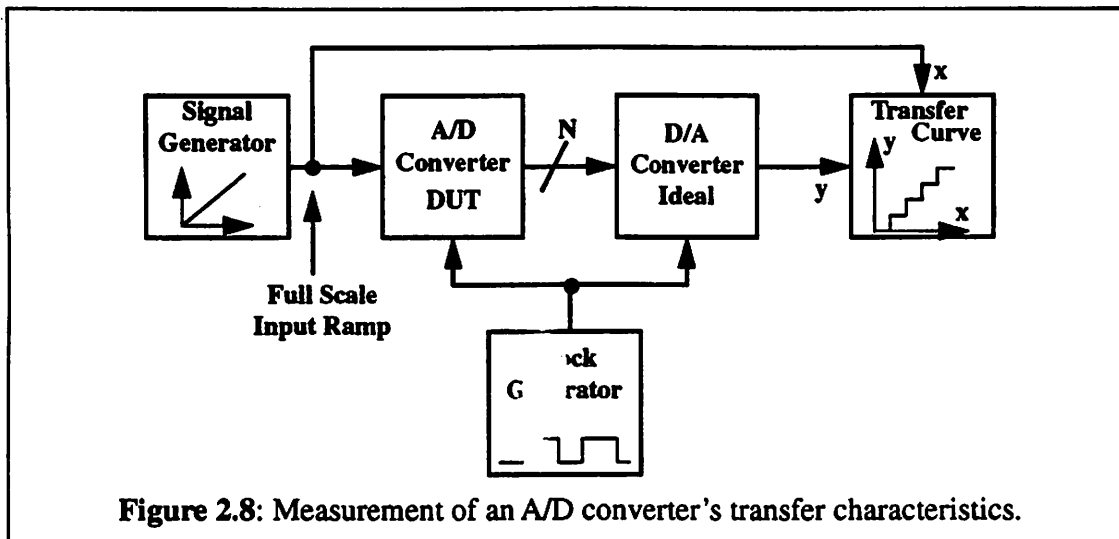 x
Signal
Generator
A/D
Converter
DUT
N
D/A
Converter
Ideal
y
Transfer
Curve
y
x
Full Scale
Input Ramp
Figure 2.8: Measurement of an A/D converter's transfer characteristics.